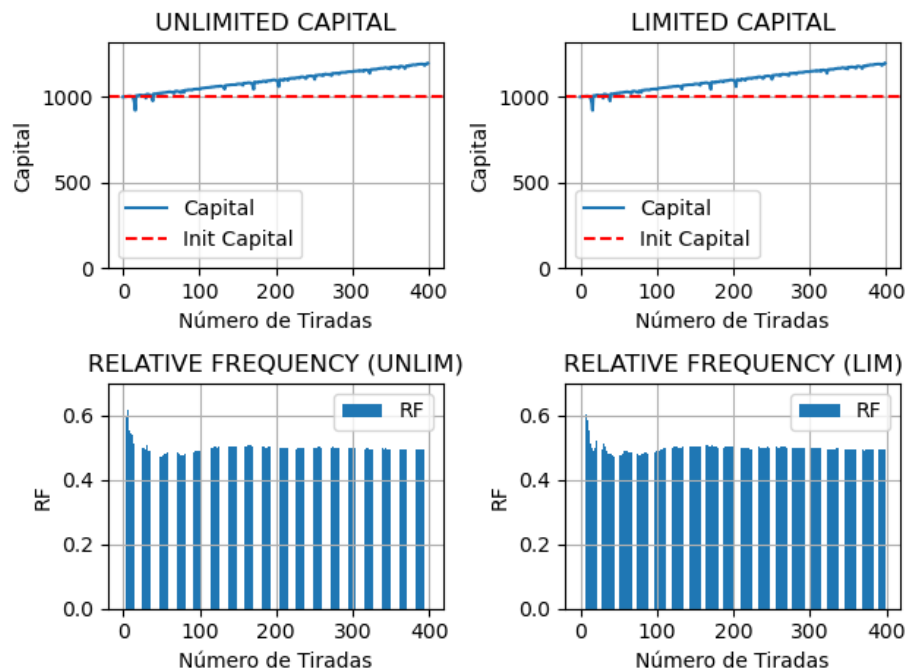 UNLIMITED CAPITAL
1000
500
0
Capital
Capital
Init Capital
0 100 200 300 400
Número de Tiradas
LIMITED CAPITAL
1000
500
0
Capital
Capital
Init Capital
0 100 200 300 400
Número de Tiradas
RELATIVE FREQUENCY (UNLIM)
0.6
0.4
0.2
0.0
RF
RF
0 100 200 300 400
Número de Tiradas
RELATIVE FREQUENCY (LIM)
0.6
0.4
0.2
0.0
RF
RF
0 100 200 300 400
Número de Tiradas